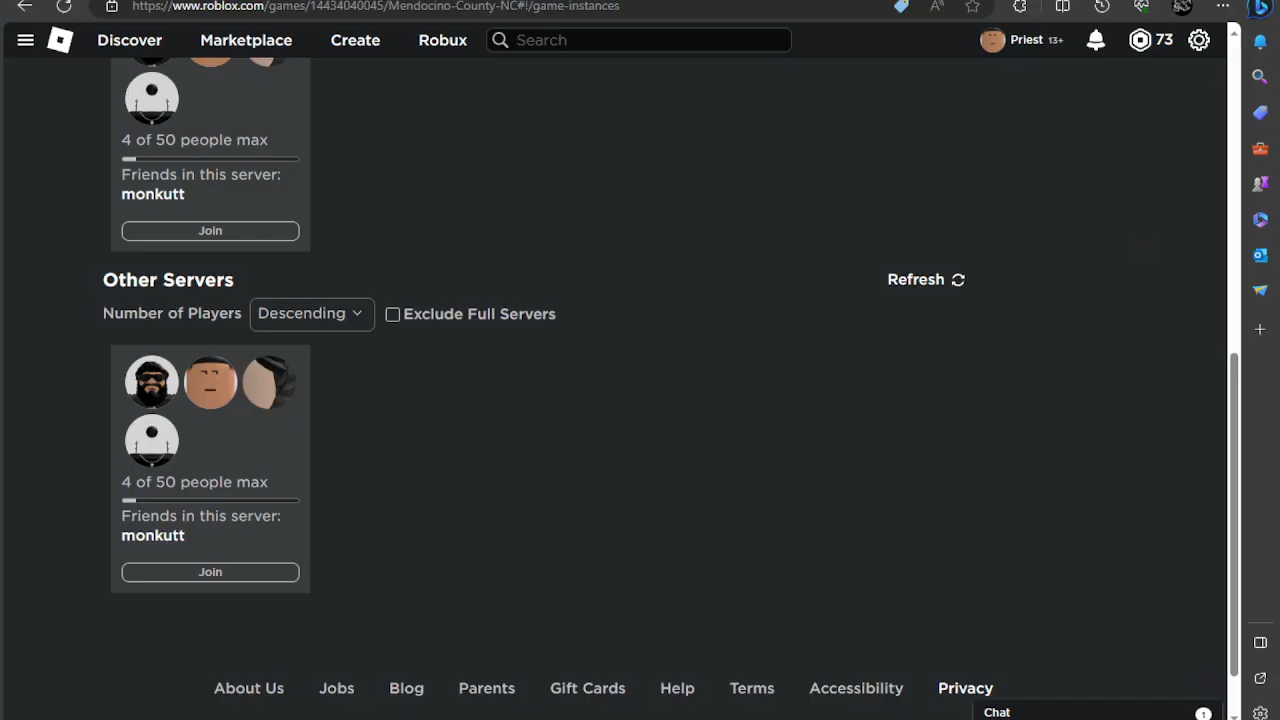 https://www.roblox.com/games/14434040045/Mendocino-County-NC#!/game-instances
Discover Marketplace Create Robux Search Priest 13+ 73
4 of 50 people max
Friends in this server:
monkutt
Join
Other Servers Refresh
Number of Players Descending Exclude Full Servers
4 of 50 people max
Friends in this server:
monkutt
Join
About Us Jobs Blog Parents Gift Cards Help Terms Accessibility Privacy
Chat 1